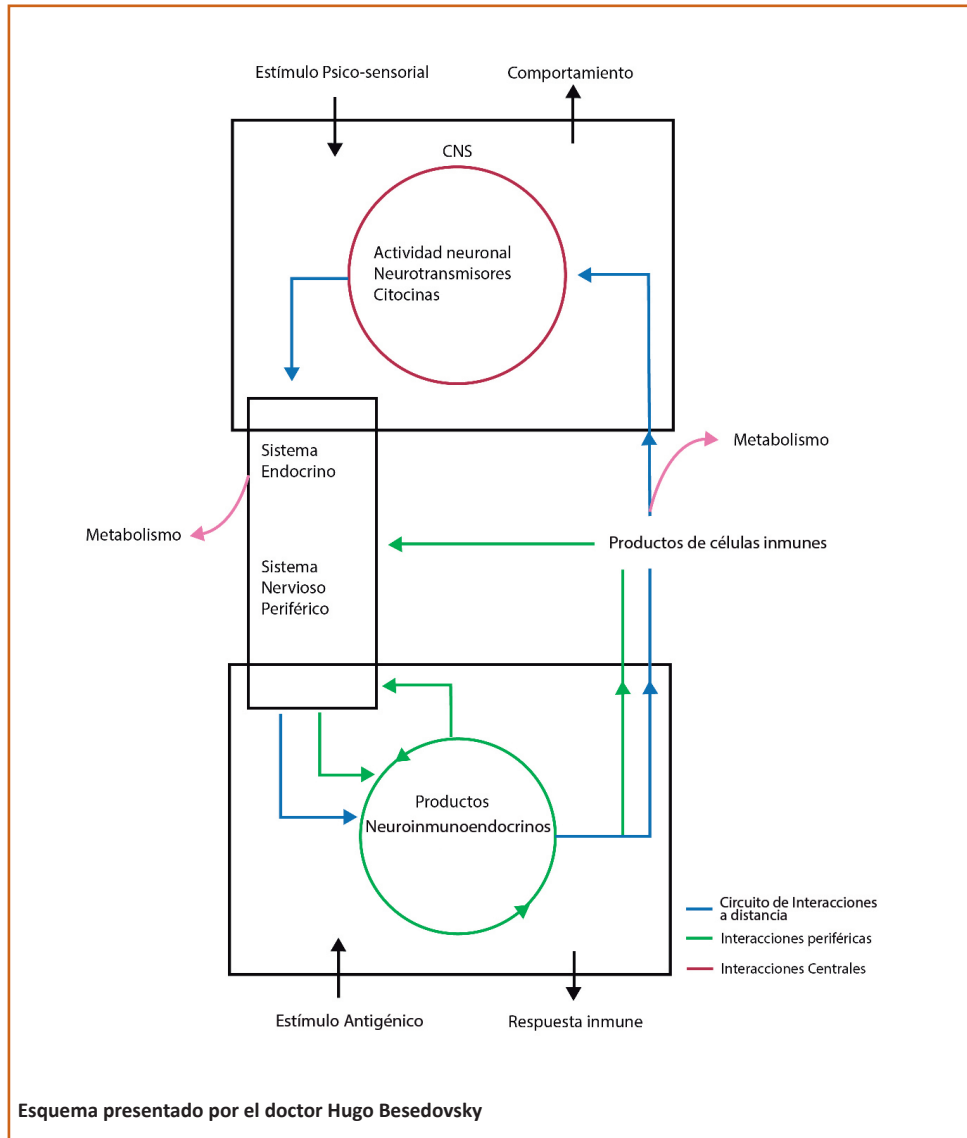 Estímulo Psico-sensorial
Comportamiento
CNS
Actividad neuronal
Neurotransmisores
Citocinas
Sistema
Endocrino
Metabolismo
Metabolismo
Productos de células inmunes
Sistema
Nervioso
Periférico
Productos
Neuroinmunoendocrinos
Circuito de Interacciones
a distancia
Interacciones periféricas
Interacciones Centrales
Estímulo Antigénico
Respuesta inmune
Esquema presentado por el doctor Hugo Besedovsky